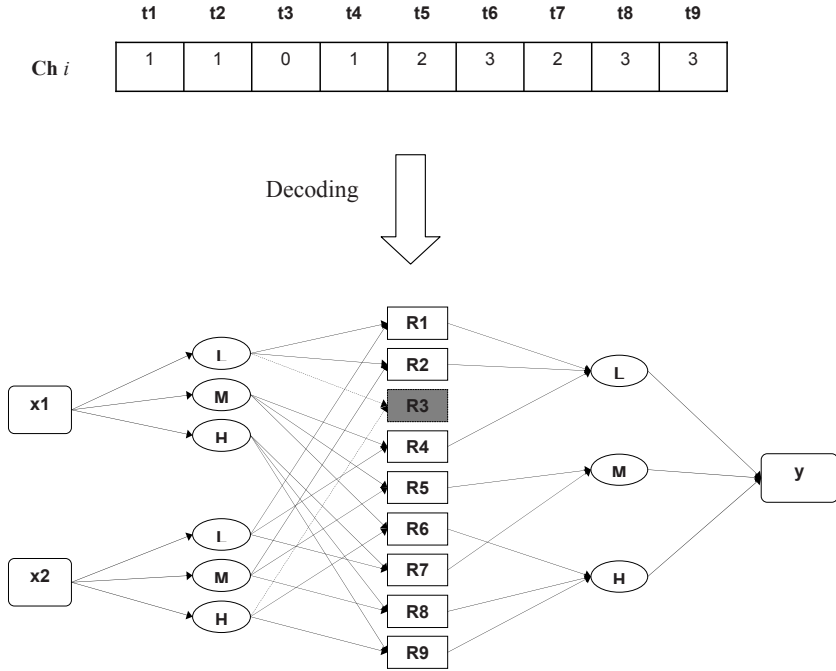 t1 t2 t3 t4 t5 t6 t7 t8 t9
Ch i 1 1 0 1 2 3 2 3 3
Decoding
R1
L R2 L
x1 M R3
H R4
R5 M y
L R6
x2 M R7 H
H R8
R9